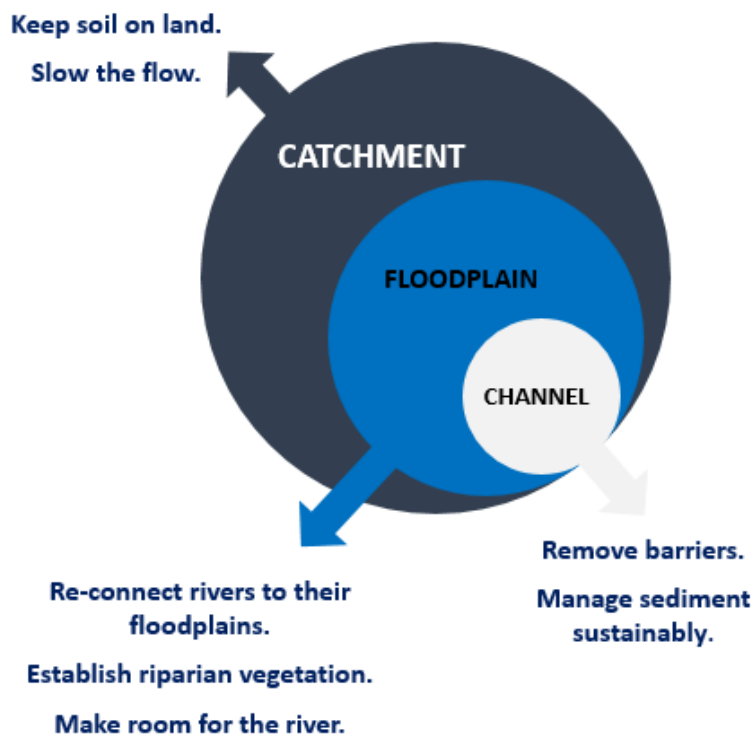 Keep soil on land.
Slow the flow.
CATCHMENT
FLOODPLAIN
CHANNEL
Re-connect rivers to their
floodplains.
Establish riparian vegetation.
Make room for the river.
Remove barriers.
Manage sediment
sustainably.